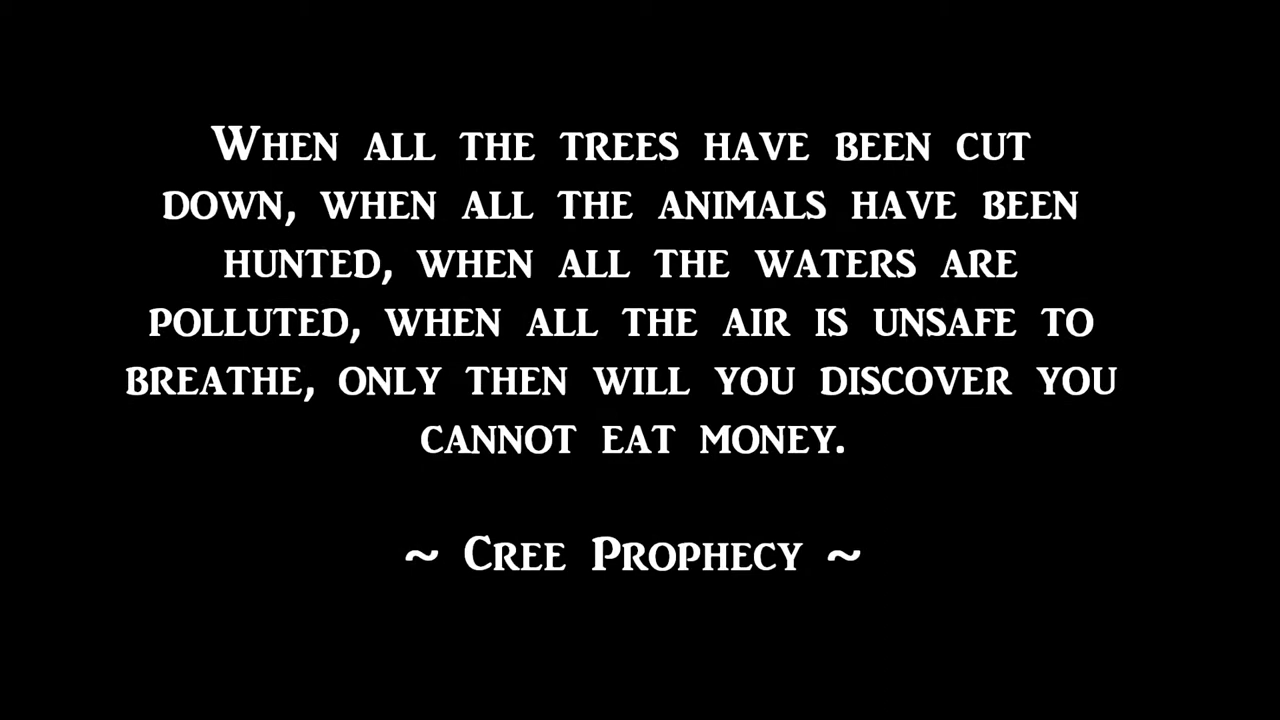 When all the trees have been cut
down, when all the animals have been
hunted, when all the waters are
polluted, when all the air is unsafe to
breathe, only then will you discover you
cannot eat money.
~ Cree Prophecy ~